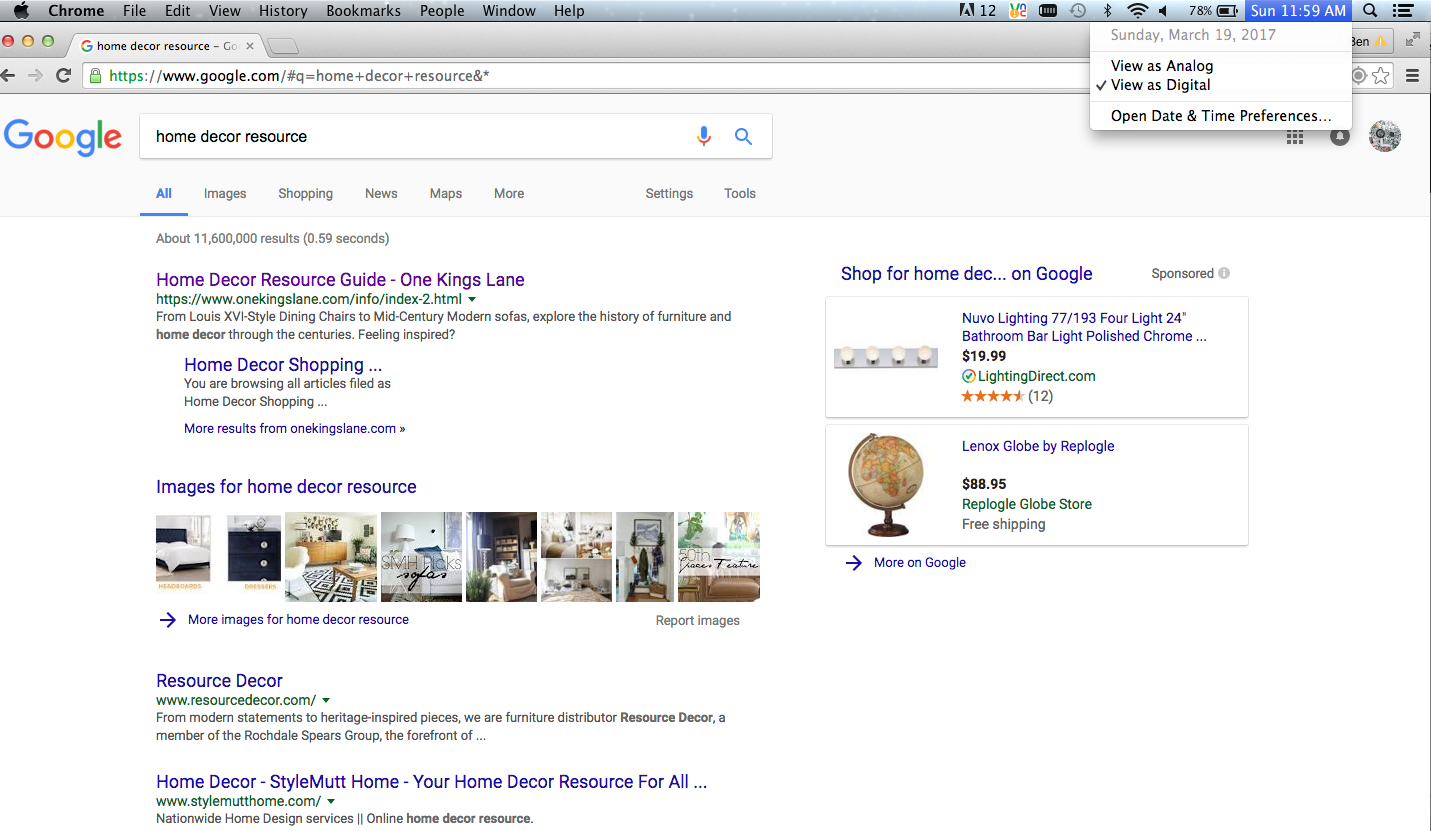 Chrome File Edit View History Bookmarks People Window Help 12 78% Sun 11:59 AM
Sunday, March 19, 2017
View as Analog
✓ View as Digital
Open Date & Time Preferences...
home decor resource - Go
Ben
https://www.google.com/#q=home+decor+resource&*
Google
home decor resource
All Images Shopping News Maps More Settings Tools
About 11,600,000 results (0.59 seconds)
Home Decor Resource Guide - One Kings Lane
https://www.onekingslane.com/info/index-2.html
From Louis XVI-Style Dining Chairs to Mid-Century Modern sofas, explore the history of furniture and
home decor through the centuries. Feeling inspired?
Home Decor Shopping ...
You are browsing all articles filed as
Home Decor Shopping ...
More results from onekingslane.com »
Images for home decor resource
HEADBOARDS
DRESSERS
SMH Picks
sofas
50th
Pieces Feature
More images for home decor resource
Report images
Resource Decor
www.resourcedecor.com/
From modern statements to heritage-inspired pieces, we are furniture distributor Resource Decor, a
member of the Rochdale Spears Group, the forefront of ...
Home Decor - StyleMutt Home - Your Home Decor Resource For All ...
www.stylemutthome.com/
Nationwide Home Design services || Online home decor resource.
Shop for home dec... on Google
Sponsored
Nuvo Lighting 77/193 Four Light 24"
Bathroom Bar Light Polished Chrome ...
$19.99
LightingDirect.com
(12)
Lenox Globe by Replogle
$88.95
Replogle Globe Store
Free shipping
More on Google